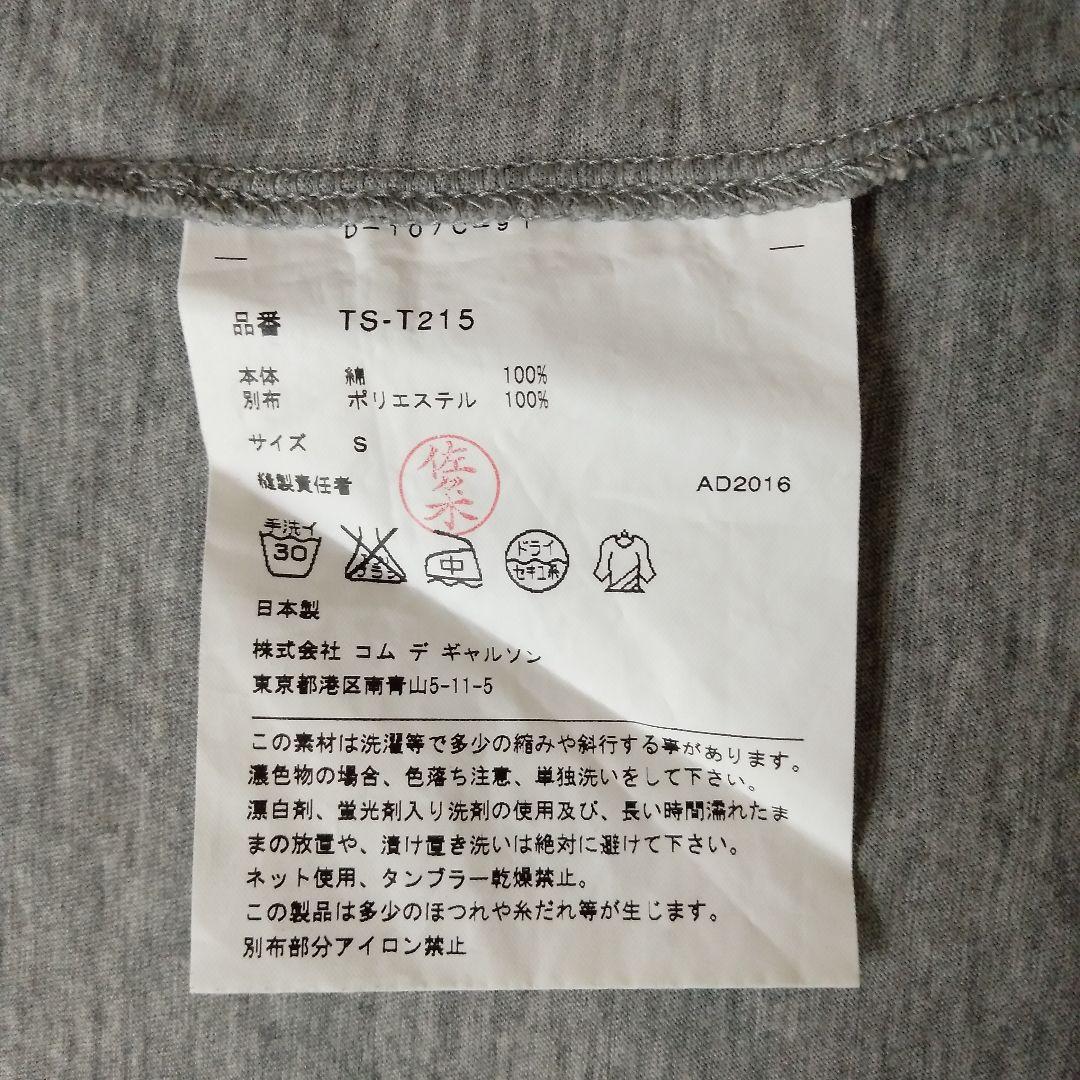 品番 TS-T215
本体 綿 100%
別布 ポリエステル 100%
サイズ S
佐々木
縫製責任者 AD2016
手洗イ
30
中
ドライ
セキユ系
日本製
株式会社 コム デ ギャルソン
東京都港区南青山5-11-5
この素材は洗濯等で多少の縮みや斜行する事があります。
濃色物の場合、色落ち注意、単独洗いをして下さい。
漂白剤、蛍光剤入り洗剤の使用及び、長い時間濡れたま
まの放置や、漬け置き洗いは絶対に避けて下さい。
ネット使用、タンブラー乾燥禁止。
この製品は多少のほつれや糸だれ等が生じます。
別布部分アイロン禁止